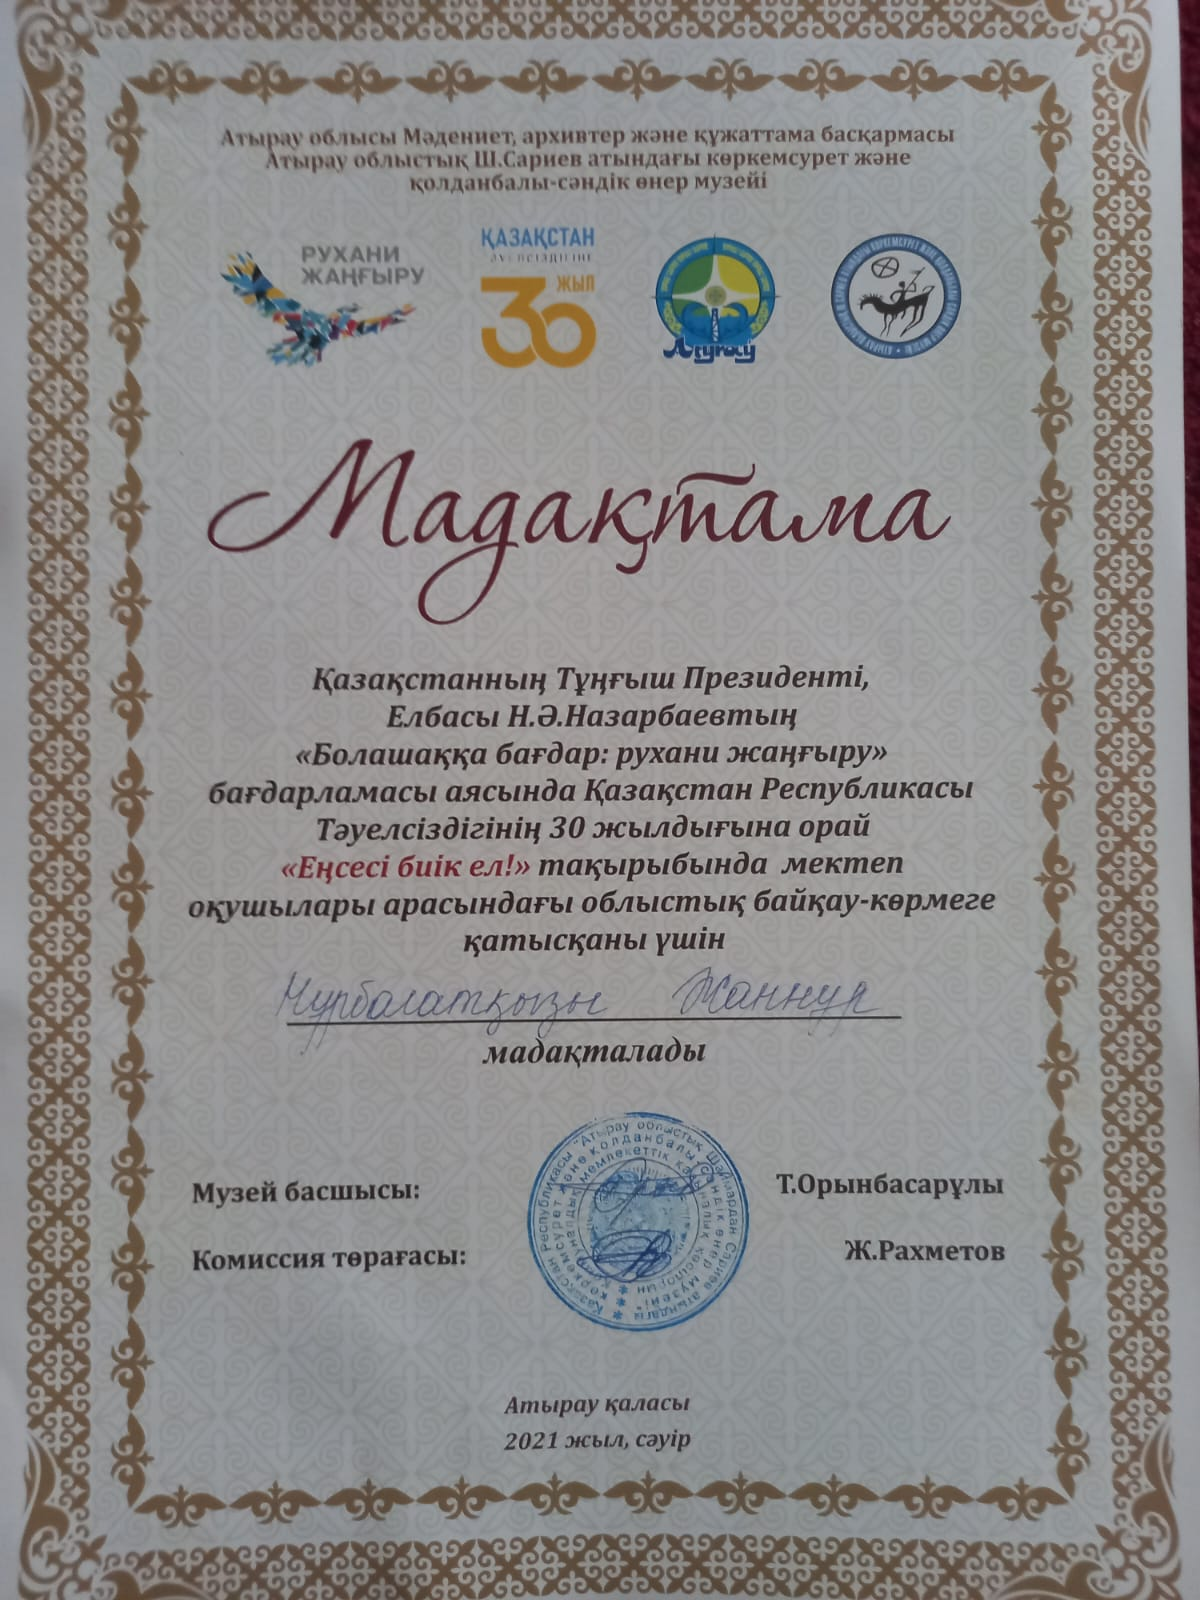 Атырау облысы Мәдениет, архивтер және құжаттама басқармасы
Атырау облыстық Ш.Сариев атындағы көркемсурет және
қолданбалы-сәндік өнер музейі
РУХАНИ
ЖАҢҒЫРУ
ҚАЗАҚСТАН
ТӘУЕЛСІЗДІГІНЕ
30 ЖЫЛ
Атырау
Мадақтама
Қазақстанның Тұңғыш Президенті,
Елбасы Н.Ә.Назарбаевтың
«Болашаққа бағдар: рухани жаңғыру»
бағдарламасы аясында Қазақстан Республикасы
Тәуелсіздігінің 30 жылдығына орай
«Еңсесі биік ел!» тақырыбында мектеп
оқушылары арасындағы облыстық байқау-көрмеге
қатысқаны үшін
Нұрболатқызы Жаннұр
мадақталады
Музей басшысы:
Т.Орынбасарұлы
Комиссия төрағасы:
Ж.Рахметов
Атырау қаласы
2021 жыл, сәуір